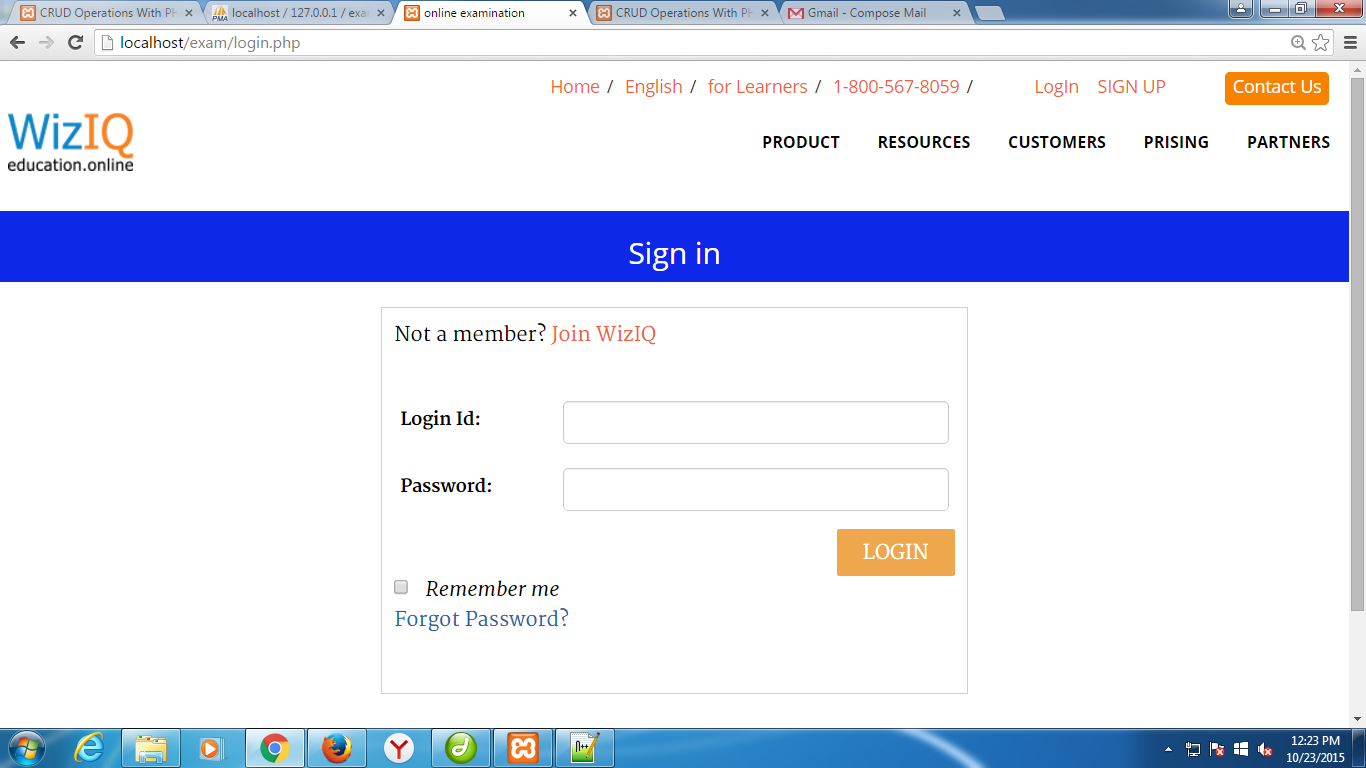 CRUD Operations With PH
localhost / 127.0.0.1 / exa
online examination
CRUD Operations With PH
Gmail - Compose Mail
localhost/exam/login.php
Home / English / for Learners / 1-800-567-8059 / LogIn SIGN UP Contact Us
WizIQ
education.online
PRODUCT RESOURCES CUSTOMERS PRISING PARTNERS
Sign in
Not a member? Join WizIQ
Login Id:
Password:
LOGIN
Remember me
Forgot Password?
12:23 PM
10/23/2015